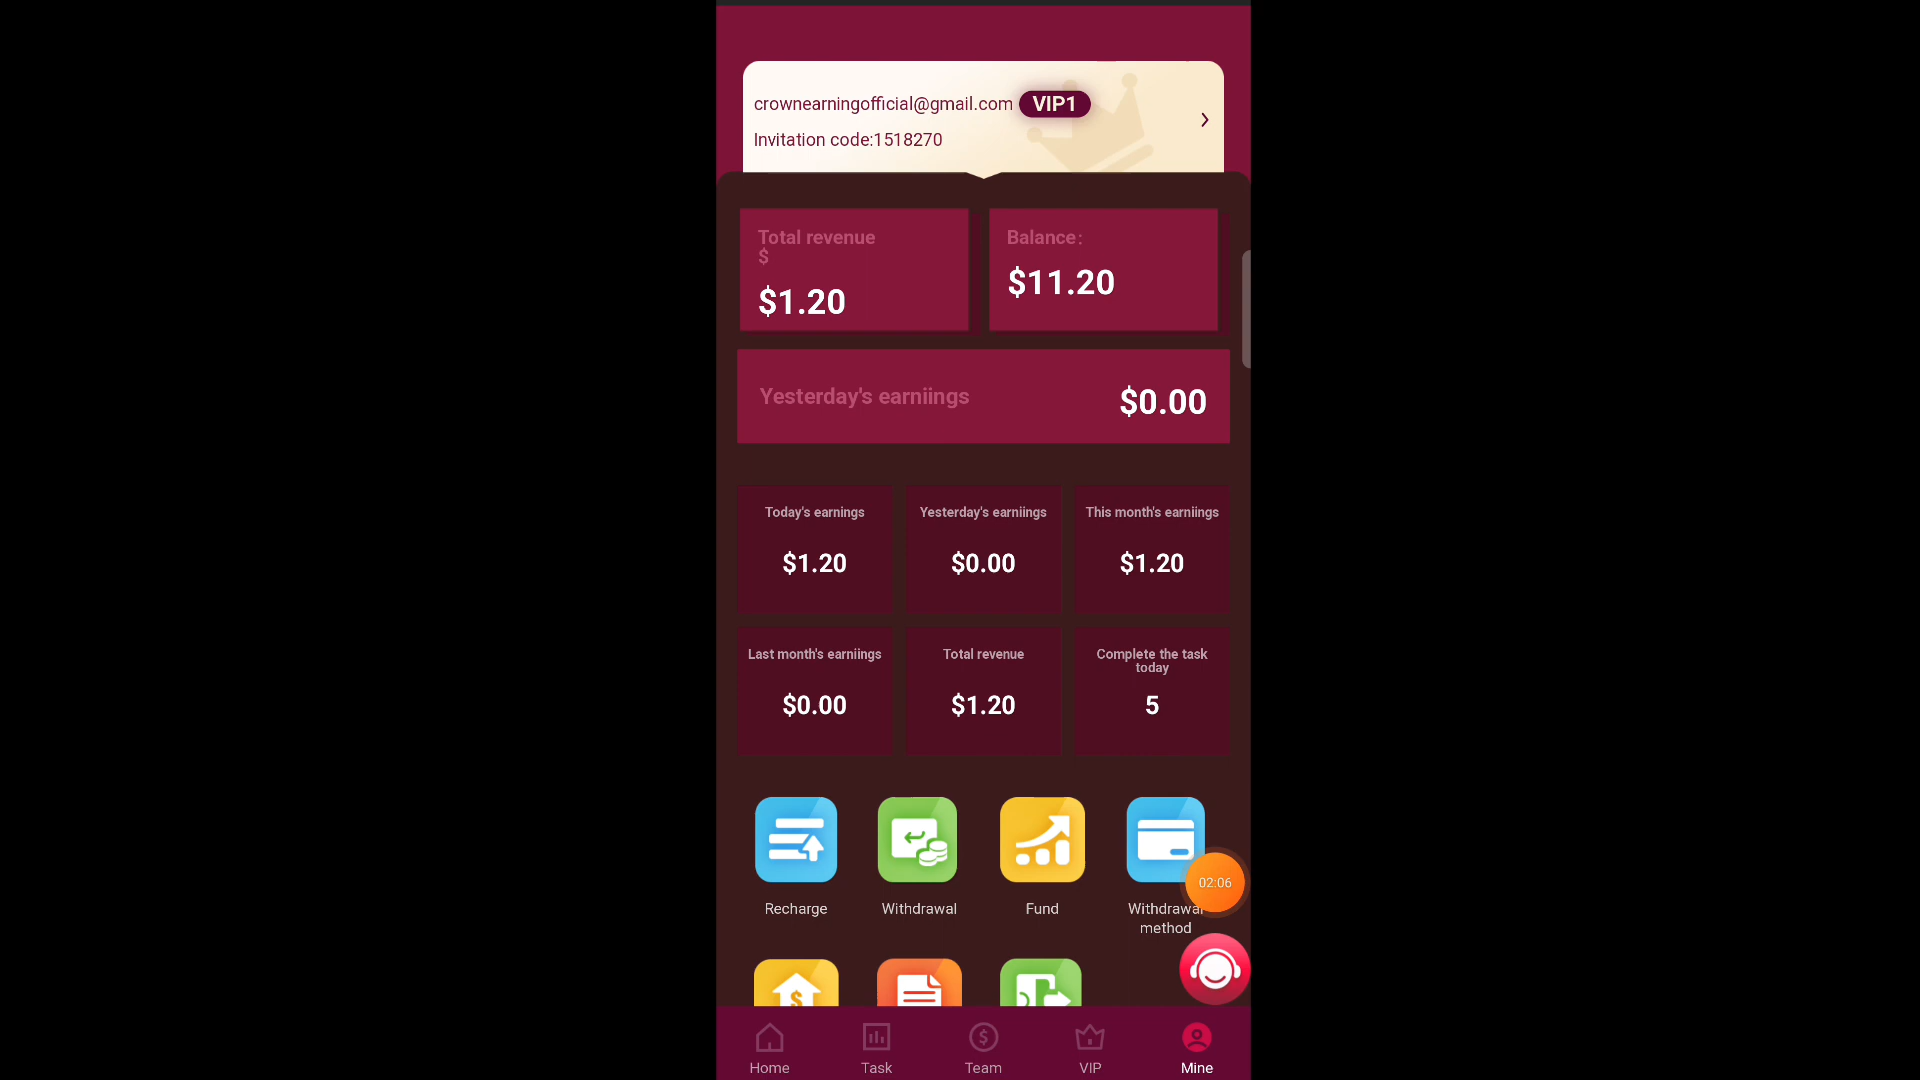 crownearningofficial@gmail.com VIP1
Invitation code:1518270
Total revenue
$
$1.20
Balance:
$11.20
Yesterday's earniings
$0.00
Today's earnings
Yesterday's earniings
This month's earniings
$1.20
$0.00
$1.20
Last month's earniings
Total revenue
Complete the task
today
$0.00
$1.20
5
Recharge
Withdrawal
Fund
Withdrawal
method
02:06
Home
Task
Team
VIP
Mine